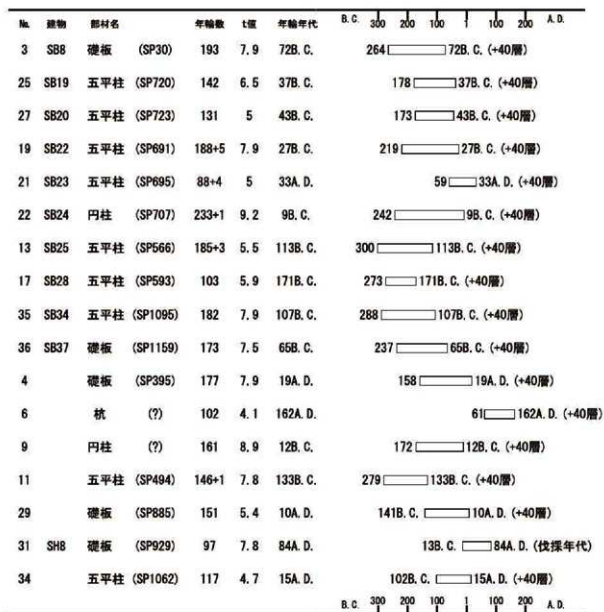 No. 建物 部材名 年輪数 t値 年輪年代 B.C. 300 200 100 100 200 A.D.
3 SB8 礎板 (SP30) 193 7.9 72B.C. 264 72B.C. (+40層)
25 SB19 五平柱 (SP720) 142 6.5 37B.C. 178 37B.C. (+40層)
27 SB20 五平柱 (SP723) 131 5 43B.C. 173 43B.C. (+40層)
19 SB22 五平柱 (SP691) 188+5 7.9 27B.C. 219 27B.C. (+40層)
21 SB23 五平柱 (SP695) 88+4 5 33A.D. 59 33A.D. (+40層)
22 SB24 円柱 (SP707) 233+1 9.2 9B.C. 242 9B.C. (+40層)
13 SB25 五平柱 (SP566) 185+3 5.5 113B.C. 300 113B.C. (+40層)
17 SB28 五平柱 (SP593) 103 5.9 171B.C. 273 171B.C. (+40層)
35 SB34 五平柱 (SP1095) 182 7.9 107B.C. 288 107B.C. (+40層)
36 SB37 礎板 (SP1159) 173 7.5 65B.C. 237 65B.C. (+40層)
4 礎板 (SP395) 177 7.9 19A.D. 158 19A.D. (+40層)
6 杭 (?) 102 4.1 162A.D. 61 162A.D. (+40層)
9 円柱 (?) 161 8.9 12B.C. 172 12B.C. (+40層)
11 五平柱 (SP494) 146+1 7.8 133B.C. 279 133B.C. (+40層)
29 礎板 (SP885) 151 5.4 10A.D. 141B.C. 10A.D. (+40層)
31 SH8 礎板 (SP929) 97 7.8 84A.D. 13B.C. 84A.D. (伐採年代)
34 五平柱 (SP1062) 117 4.7 15A.D. 102B.C. 15A.D. (+40層)
B.C. 300 200 100 100 200 A.D.